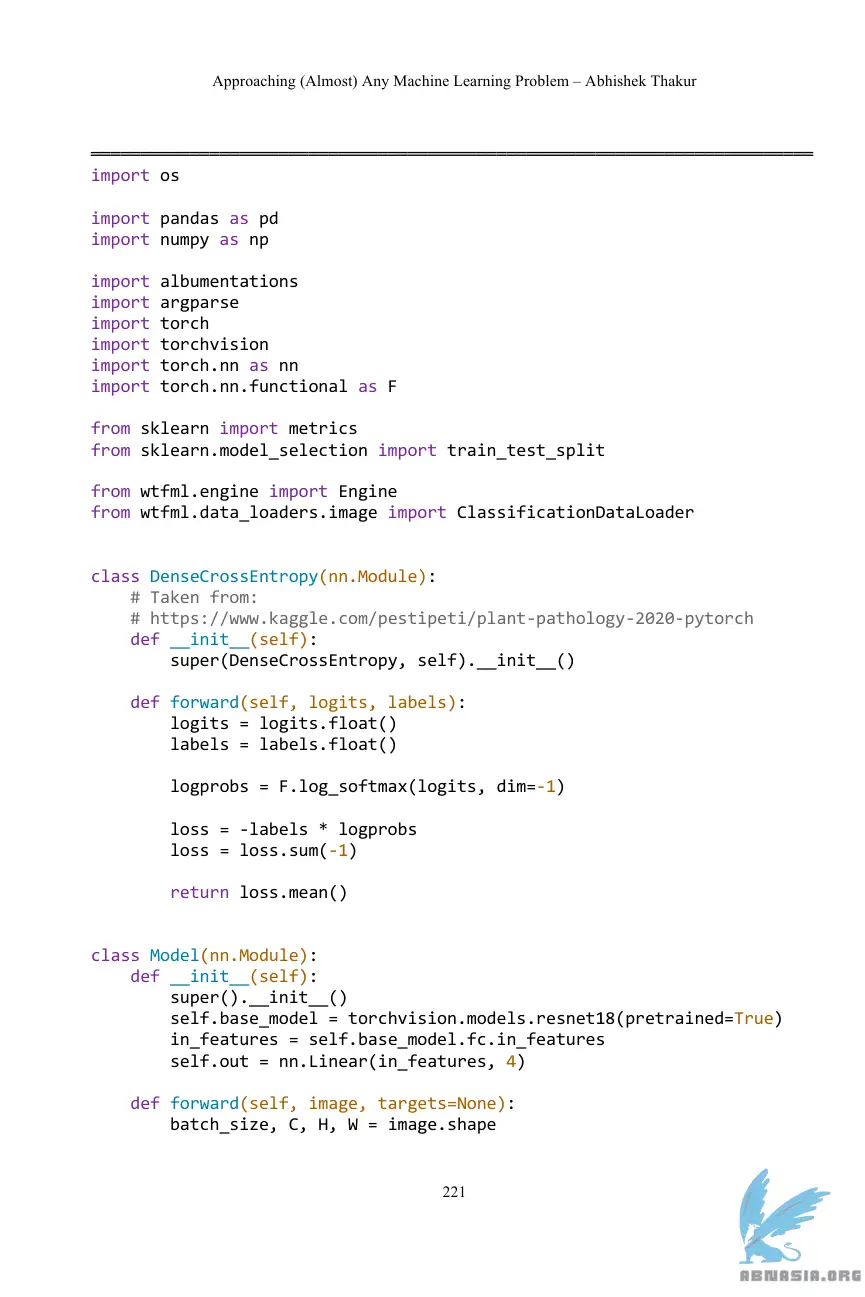 Approaching (Almost) Any Machine Learning Problem – Abhishek Thakur
import os
import pandas as pd
import numpy as np
import albumentations
import argparse
import torch
import torchvision
import torch.nn as nn
import torch.nn.functional as F
from sklearn import metrics
from sklearn.model_selection import train_test_split
from wtfml.engine import Engine
from wtfml.data_loaders.image import ClassificationDataLoader
class DenseCrossEntropy(nn.Module):
    # Taken from:
    # https://www.kaggle.com/pestipeti/plant-pathology-2020-pytorch
    def __init__(self):
        super(DenseCrossEntropy, self).__init__()
    def forward(self, logits, labels):
        logits = logits.float()
        labels = labels.float()
        logprobs = F.log_softmax(logits, dim=-1)
        loss = -labels * logprobs
        loss = loss.sum(-1)
        return loss.mean()
class Model(nn.Module):
    def __init__(self):
        super().__init__()
        self.base_model = torchvision.models.resnet18(pretrained=True)
        in_features = self.base_model.fc.in_features
        self.out = nn.Linear(in_features, 4)
    def forward(self, image, targets=None):
        batch_size, C, H, W = image.shape
221
ABNASIA.ORG